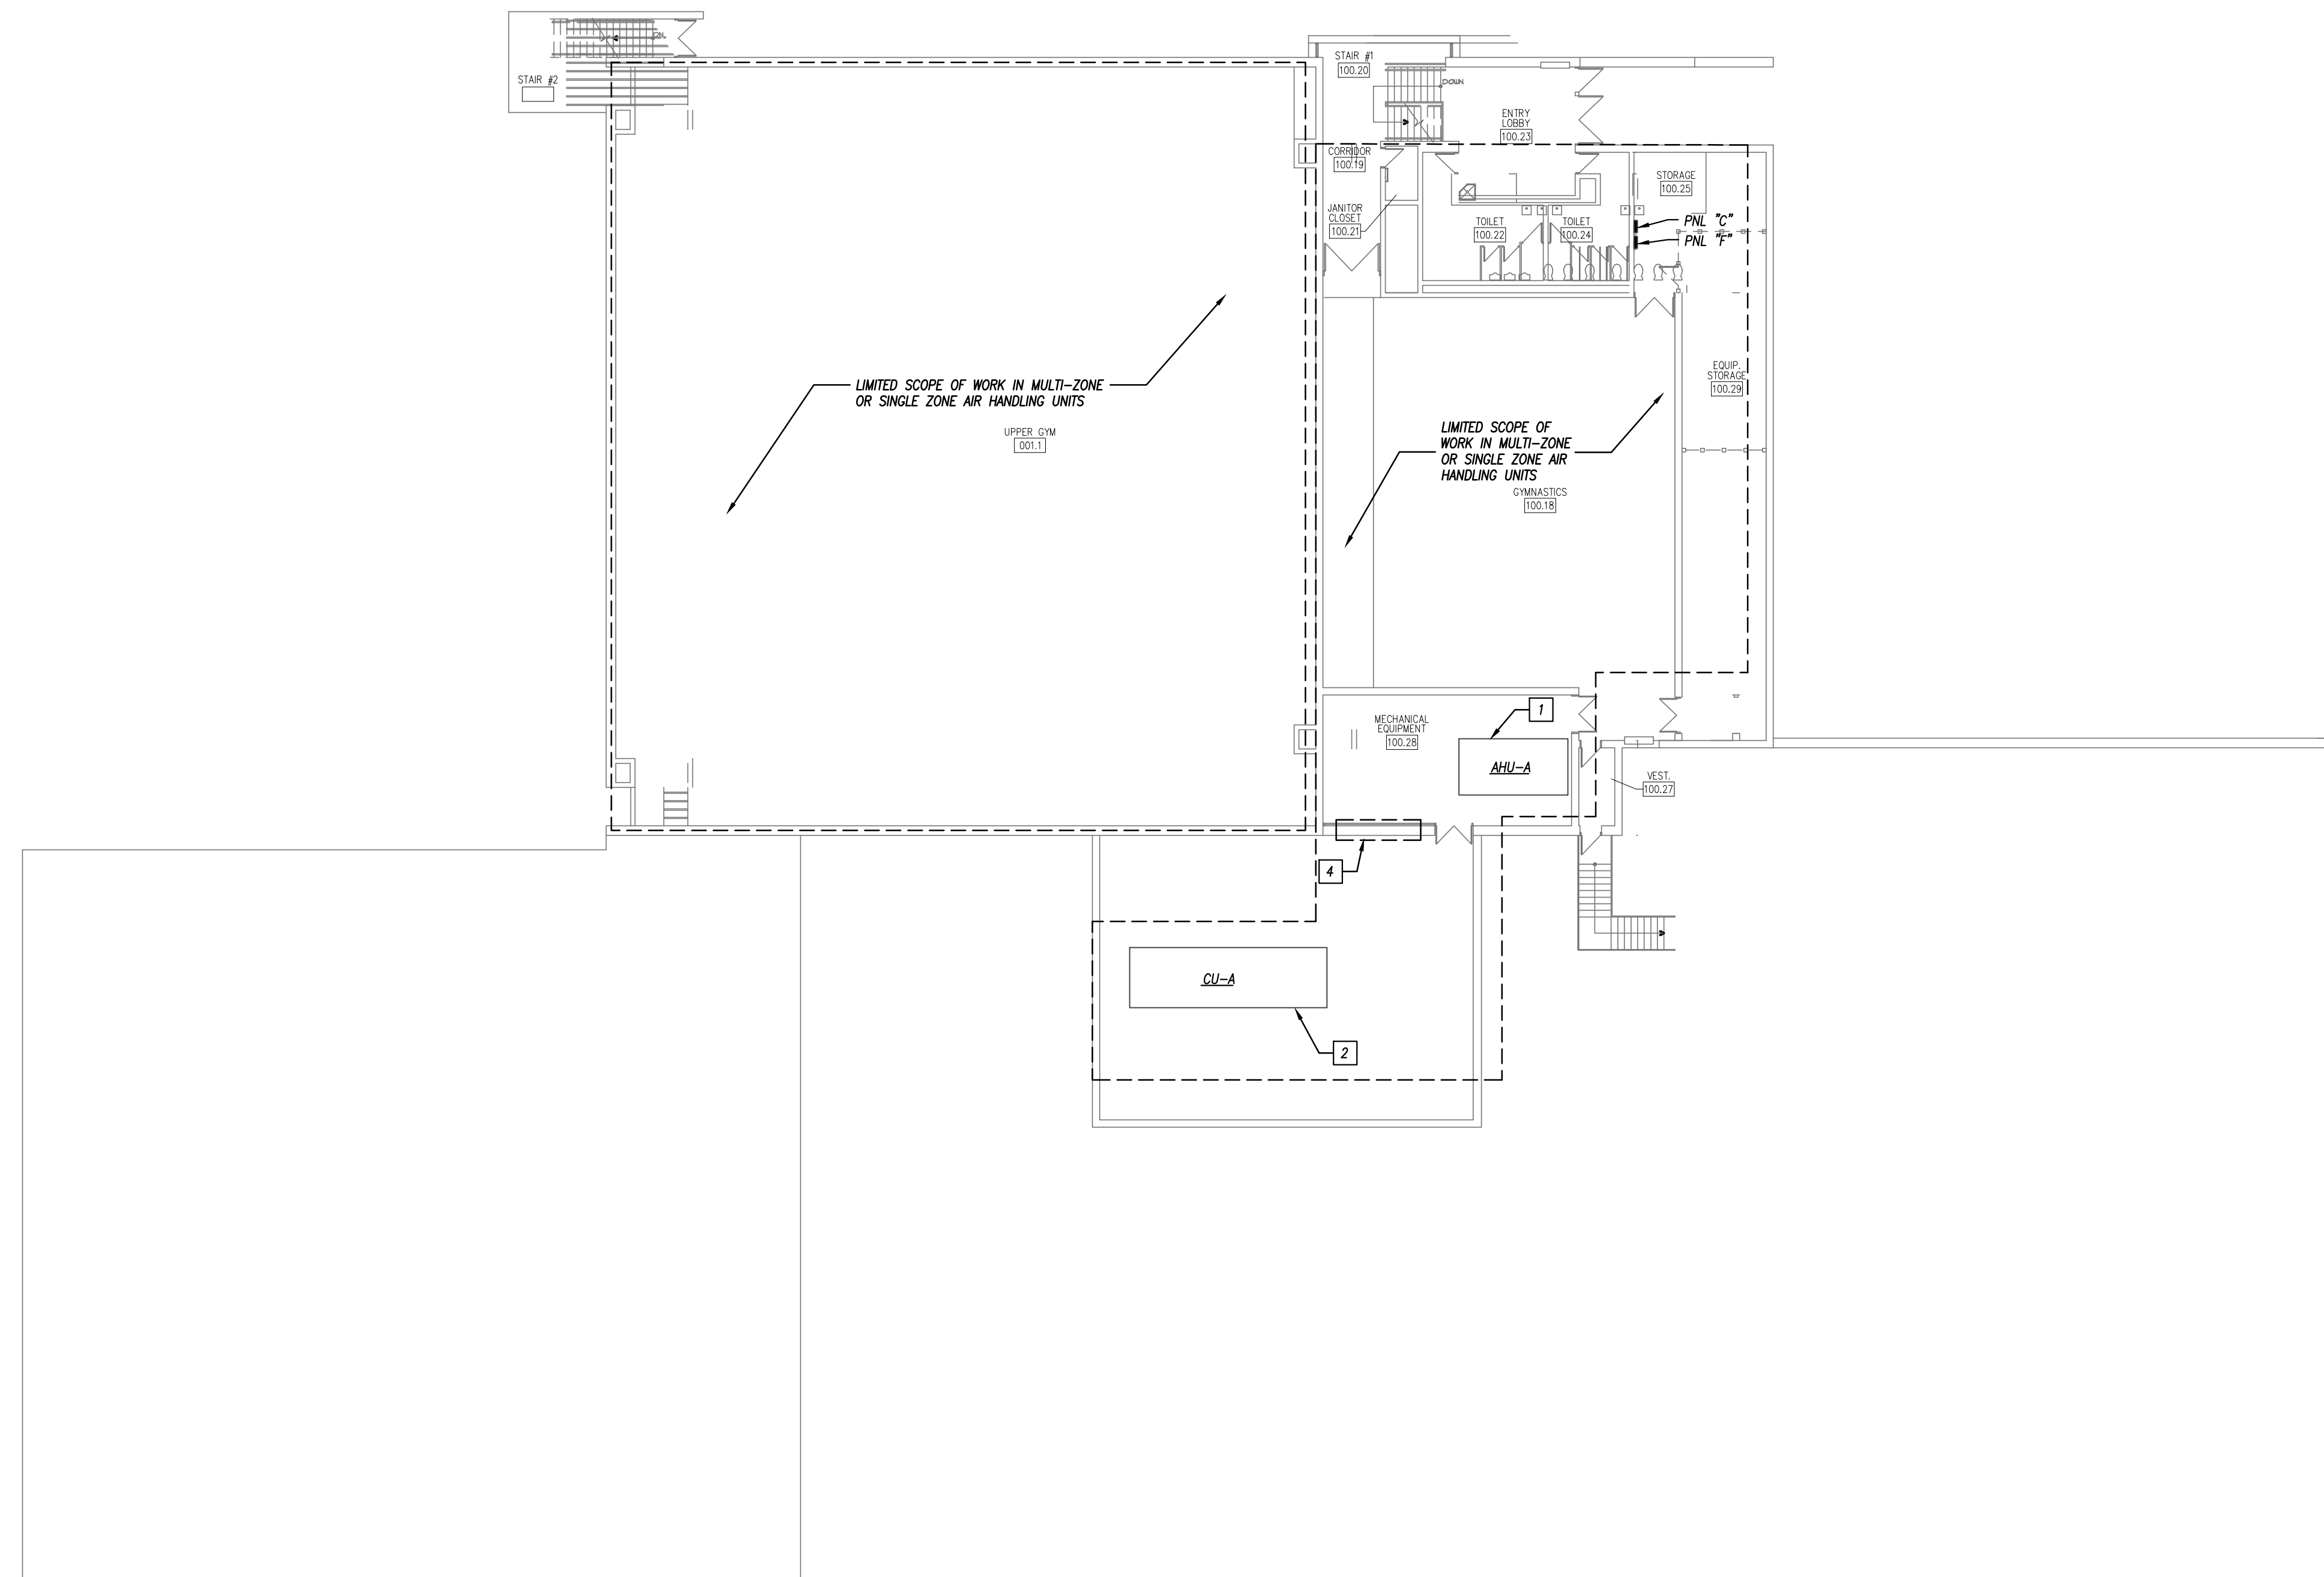 DN.
STAIR #2
STAIR #1
100.20
DOWN
ENTRY
LOBBY
100.23
CORRIDOR
100.19
STORAGE
100.25
JANITOR
CLOSET
100.21
TOILET
100.22
TOILET
100.24
PNL "C"
PNL "F"
EQUIP.
STORAGE
100.29
LIMITED SCOPE OF WORK IN MULTI-ZONE
OR SINGLE ZONE AIR HANDLING UNITS
UPPER GYM
001.1
LIMITED SCOPE OF
WORK IN MULTI-ZONE
OR SINGLE ZONE AIR
HANDLING UNITS
GYMNASTICS
100.18
1
MECHANICAL
EQUIPMENT
100.28
AHU-A
VEST.
100.27
4
CU-A
2